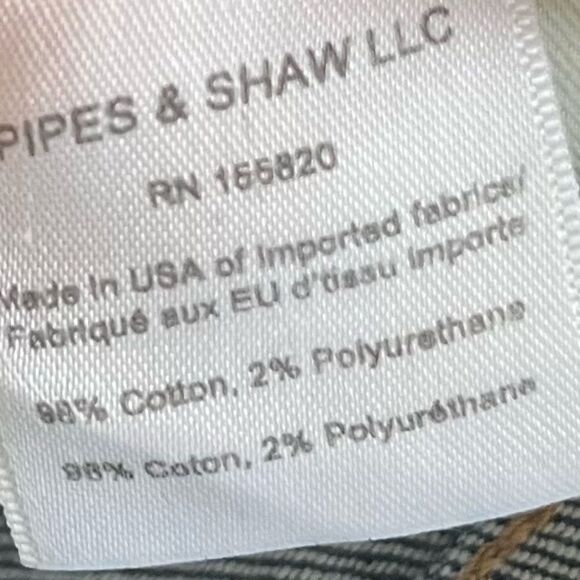 PIPES & SHAW LLC
RN 155820
Made in USA of imported fabrics/
Fabriqué aux EU d'tissu importe
98% Cotton, 2% Polyurethane
98% Coton, 2% Polyuréthane